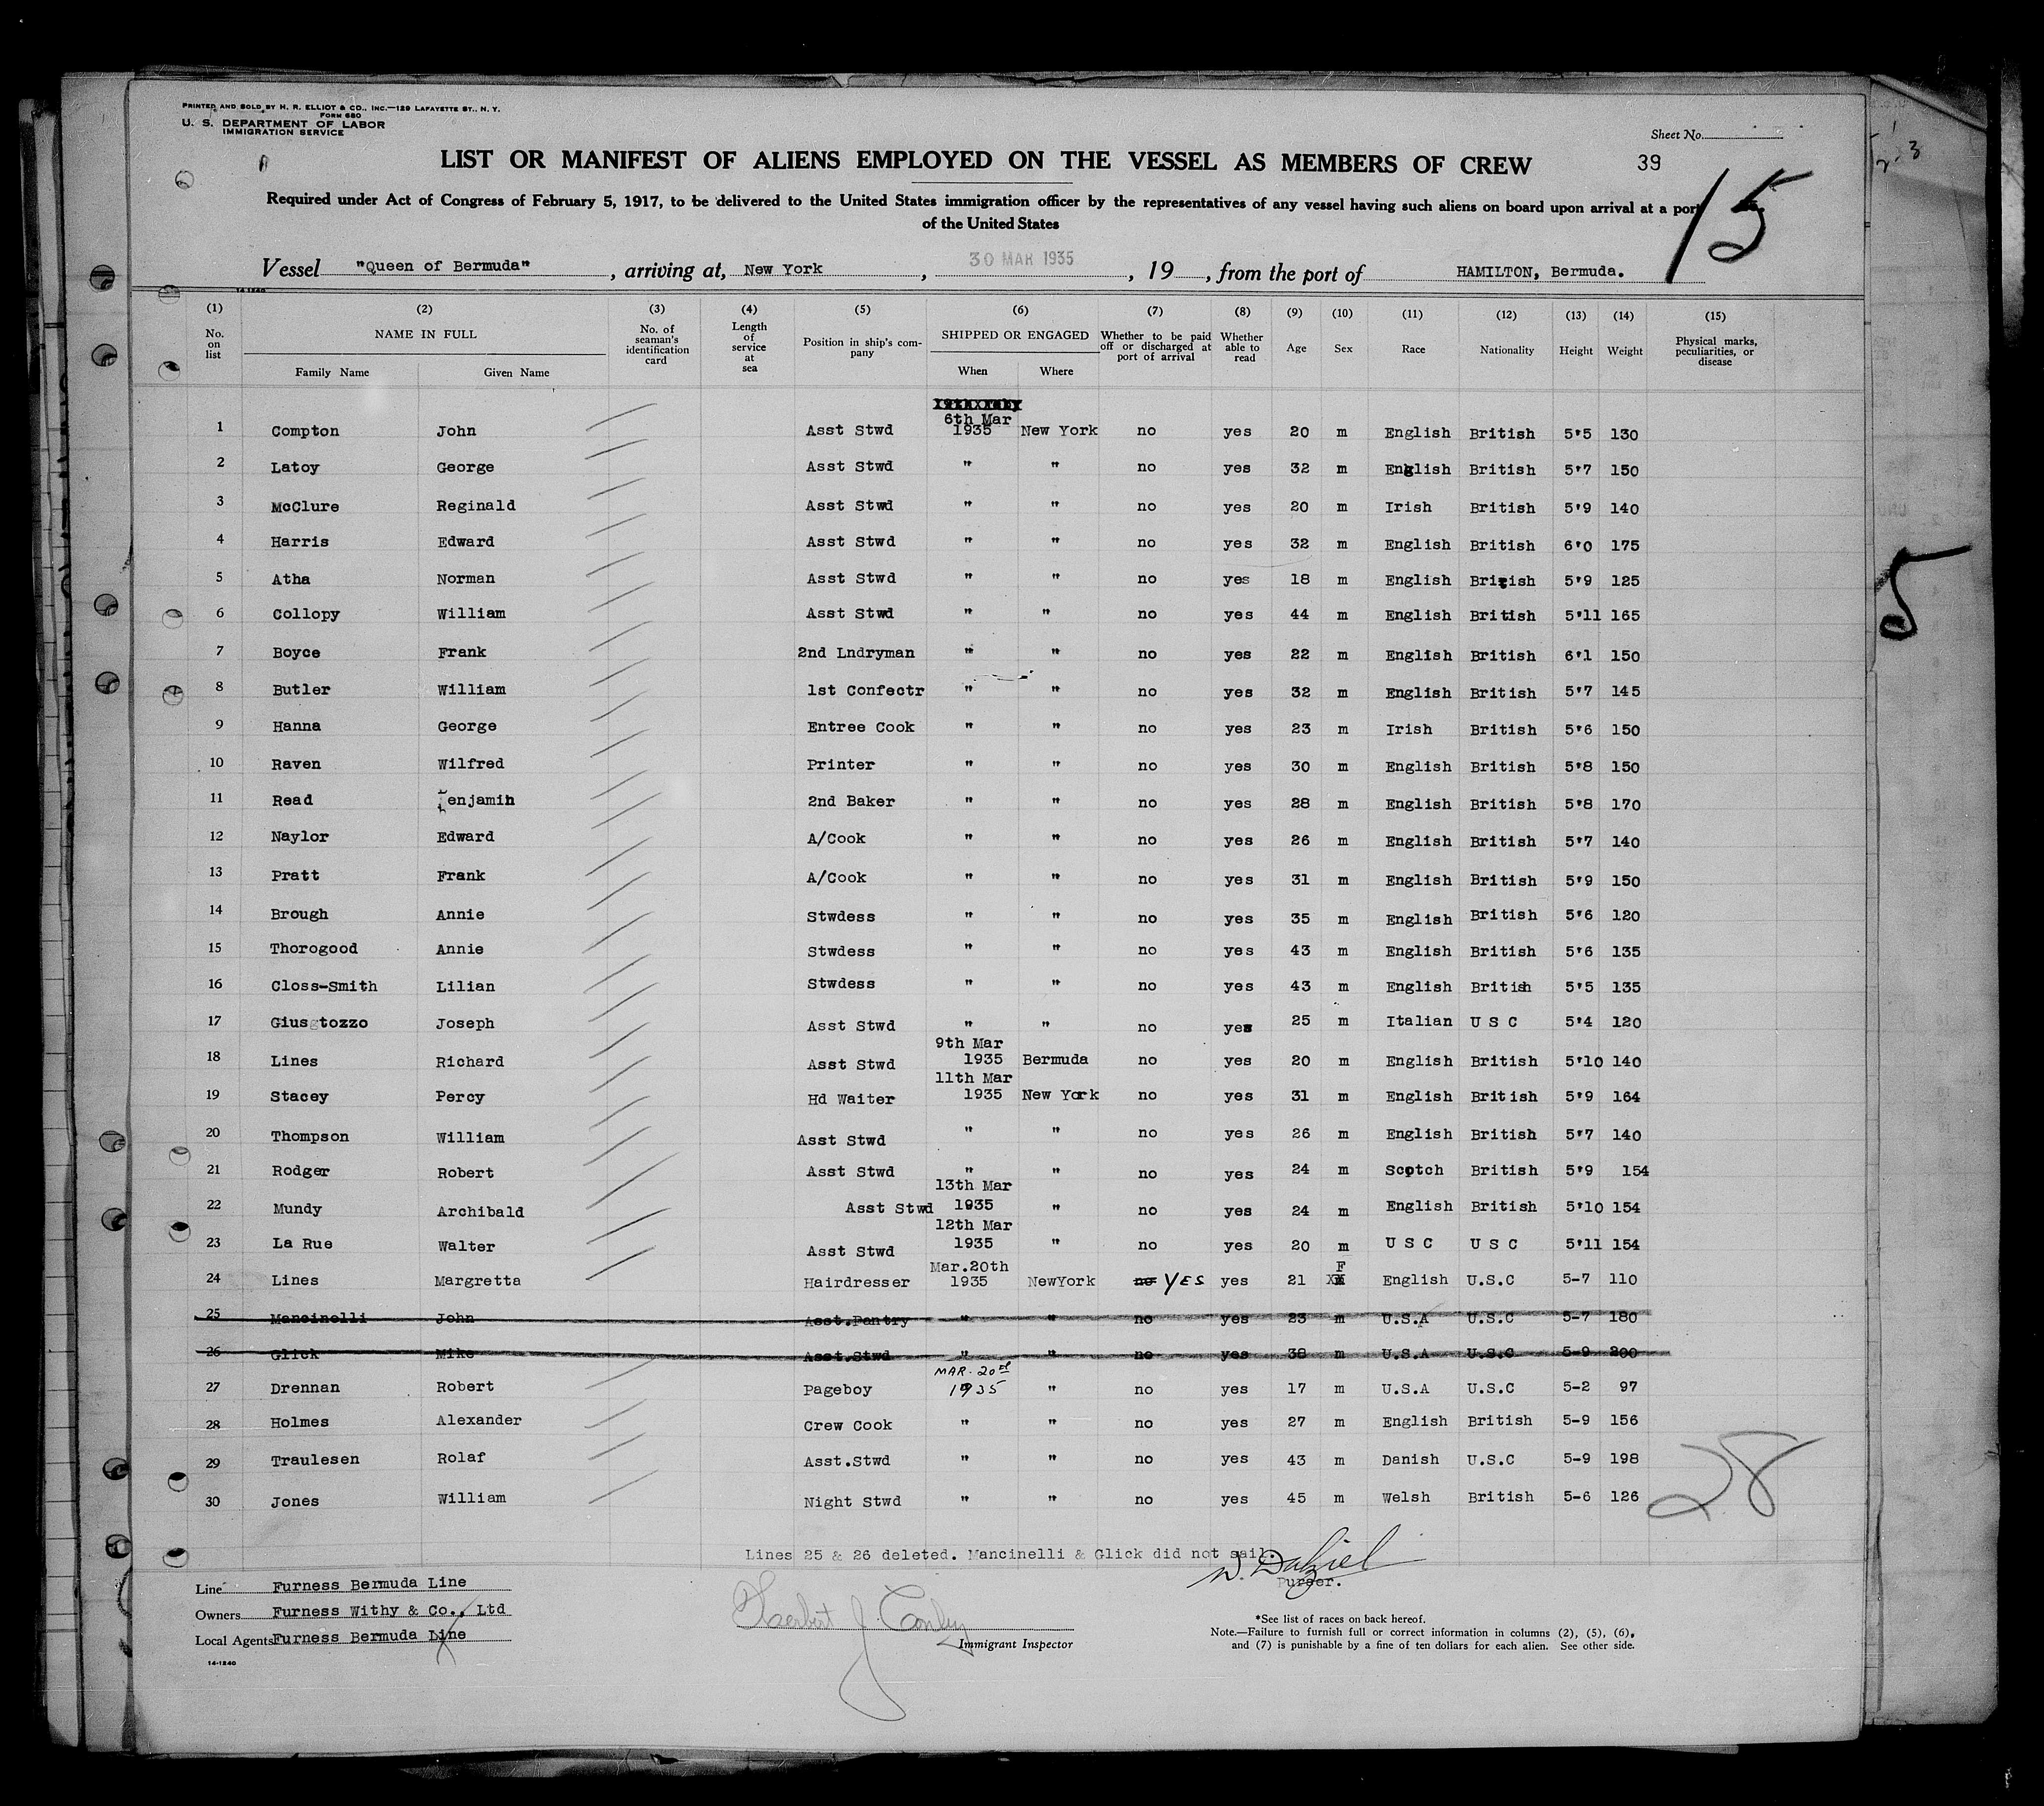 PRINTED AND SOLD BY H. R. ELLIOT & CO., INC.—129 LAFAYETTE ST., N. Y.
FORM 680
U. S. DEPARTMENT OF LABOR
IMMIGRATION SERVICE
Sheet No.
LIST OR MANIFEST OF ALIENS EMPLOYED ON THE VESSEL AS MEMBERS OF CREW 39
15
Required under Act of Congress of February 5, 1917, to be delivered to the United States immigration officer by the representatives of any vessel having such aliens on board upon arrival at a port
of the United States
Vessel "Queen of Bermuda", arriving at, New York, 30 MAR 1935, 19, from the port of HAMILTON, Bermuda.
14-1240
(1) (2) (3) (4) (5) (6) (7) (8) (9) (10) (11) (12) (13) (14) (15)
No. on list NAME IN FULL Family Name Given Name No. of seaman's identification card Length of service at sea Position in ship's company SHIPPED OR ENGAGED When Where Whether to be paid off or discharged at port of arrival Whether able to read Age Sex Race Nationality Height Weight Physical marks, peculiarities, or disease
6th Mar
1 Compton John Asst Stwd 1935 New York no yes 20 m English British 5'5 130
2 Latoy George Asst Stwd " " no yes 32 m English British 5'7 150
3 McClure Reginald Asst Stwd " " no yes 20 m Irish British 5'9 140
4 Harris Edward Asst Stwd " " no yes 32 m English British 6'0 175
5 Atha Norman Asst Stwd " " no yes 18 m English British 5'9 125
6 Collopy William Asst Stwd " " no yes 44 m English British 5'11 165
7 Boyce Frank 2nd Lndryman " " no yes 22 m English British 6'1 150
8 Butler William 1st Confectr " " no yes 32 m English British 5'7 145
9 Hanna George Entree Cook " " no yes 23 m Irish British 5'6 150
10 Raven Wilfred Printer " " no yes 30 m English British 5'8 150
11 Read Benjamin 2nd Baker " " no yes 28 m English British 5'8 170
12 Naylor Edward A/Cook " " no yes 26 m English British 5'7 140
13 Pratt Frank A/Cook " " no yes 31 m English British 5'9 150
14 Brough Annie Stwdess " " no yes 35 m English British 5'6 120
15 Thorogood Annie Stwdess " " no yes 43 m English British 5'6 135
16 Closs-Smith Lilian Stwdess " " no yes 43 m English British 5'5 135
17 Giustozzo Joseph Asst Stwd " " no yes 25 m Italian U S C 5'4 120
9th Mar
18 Lines Richard Asst Stwd 1935 Bermuda no yes 20 m English British 5'10 140
11th Mar
19 Stacey Percy Hd Waiter 1935 New York no yes 31 m English British 5'9 164
20 Thompson William Asst Stwd " " no yes 26 m English British 5'7 140
21 Rodger Robert Asst Stwd " " no yes 24 m Scotch British 5'9 154
13th Mar
22 Mundy Archibald Asst Stwd 1935 " no yes 24 m English British 5'10 154
12th Mar
23 La Rue Walter Asst Stwd 1935 " no yes 20 m U S C U S C 5'11 154
Mar.20th F
24 Lines Margretta Hairdresser 1935 NewYork no YES yes 21 English U.S.C 5-7 110
25 Mancinelli John Asst.Pantry " " no yes 23 m U.S.A U.S.C 5-7 180
26 Glick Mike Asst.Stwd " " no yes 38 m U.S.A U.S.C 5-9 200
MAR. 20th
27 Drennan Robert Pageboy 1935 " no yes 17 m U.S.A U.S.C 5-2 97
28 Holmes Alexander Crew Cook " " no yes 27 m English British 5-9 156
29 Traulesen Rolaf Asst.Stwd " " no yes 43 m Danish U.S.C 5-9 198
30 Jones William Night Stwd " " no yes 45 m Welsh British 5-6 126
28
Lines 25 & 26 deleted. Mancinelli & Glick did not sail.
W. Dalziel
Purser.
Line Furness Bermuda Line
Owners Furness Withy & Co., Ltd
Local Agents Furness Bermuda Line
Herbert J. Conley
Immigrant Inspector
*See list of races on back hereof.
Note.—Failure to furnish full or correct information in columns (2), (5), (6),
and (7) is punishable by a fine of ten dollars for each alien. See other side.
14-1240
5